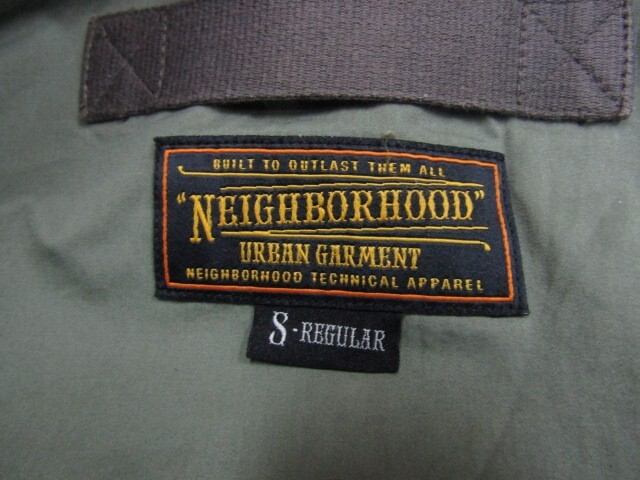 BUILT TO OUTLAST THEM ALL
"NEIGHBORHOOD"
URBAN GARMENT
NEIGHBORHOOD TECHNICAL APPAREL
S-REGULAR